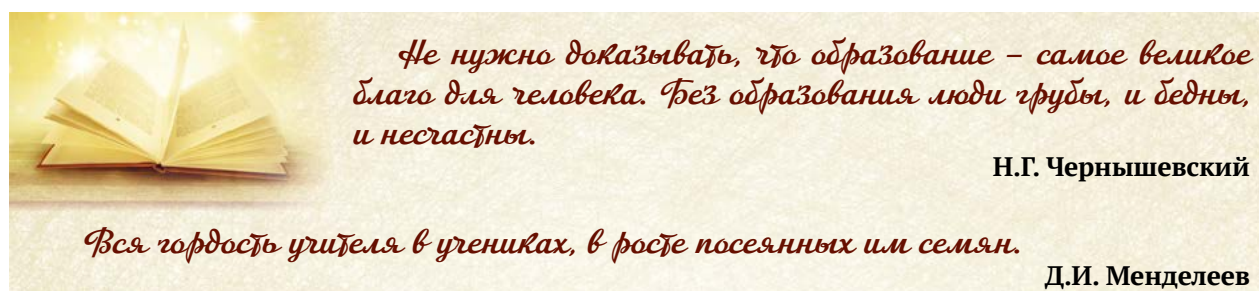 Не нужно доказывать, что образование – самое великое
благо для человека. Без образования люди грубы, и бедны,
и несчастны.
Н.Г. Чернышевский
Вся гордость учителя в учениках, в росте посеянных им семян.
Д.И. Менделеев